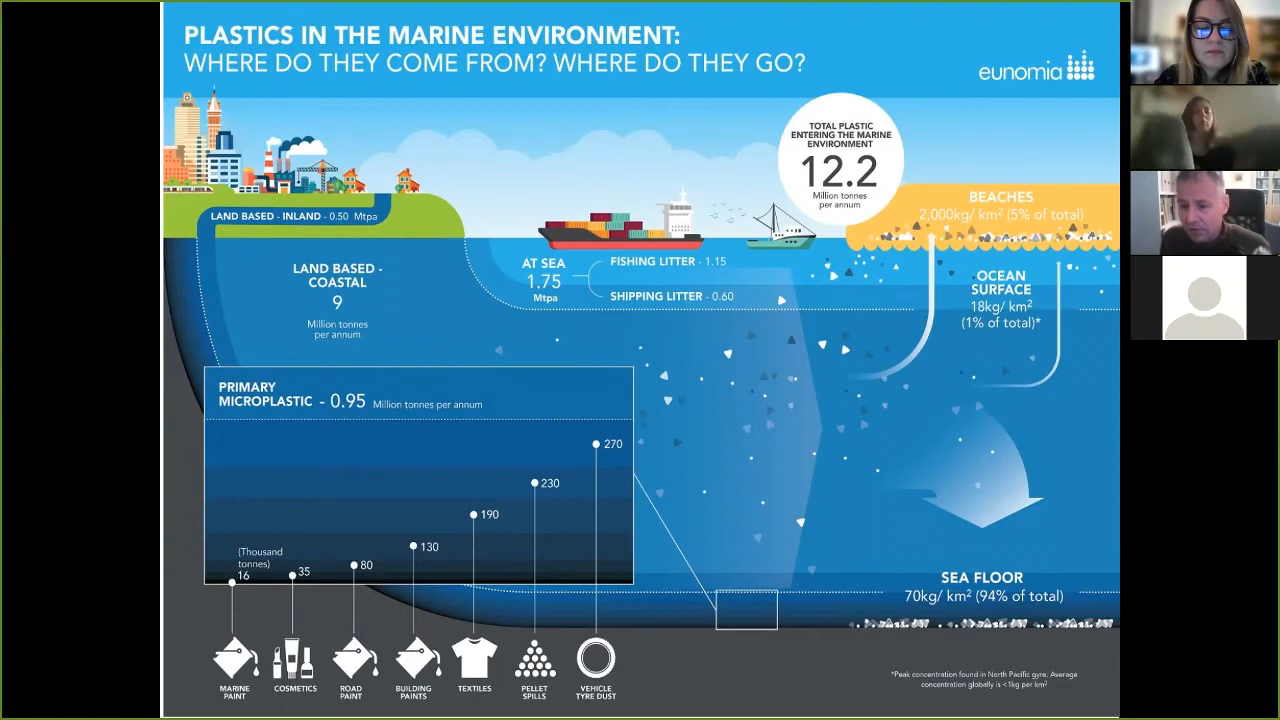 PLASTICS IN THE MARINE ENVIRONMENT:
WHERE DO THEY COME FROM? WHERE DO THEY GO?
eunomia
TOTAL PLASTIC
ENTERING THE MARINE
ENVIRONMENT
12.2
Million tonnes
per annum
BEACHES
2,000kg/ km² (5% of total)
LAND BASED - INLAND - 0.50 Mtpa
LAND BASED -
COASTAL
9
Million tonnes
per annum
AT SEA
1.75
Mtpa
FISHING LITTER - 1.15
SHIPPING LITTER - 0.60
OCEAN
SURFACE
18kg/ km²
(1% of total)*
PRIMARY
MICROPLASTIC - 0.95 Million tonnes per annum
(Thousand
tonnes)
16
35
80
130
190
230
270
SEA FLOOR
70kg/ km² (94% of total)
MARINE
PAINT
COSMETICS
ROAD
PAINT
BUILDING
PAINTS
TEXTILES
PELLET
SPILLS
VEHICLE
TYRE DUST
*Peak concentration found in North Pacific gyre. Average
concentration globally is <1kg per km²